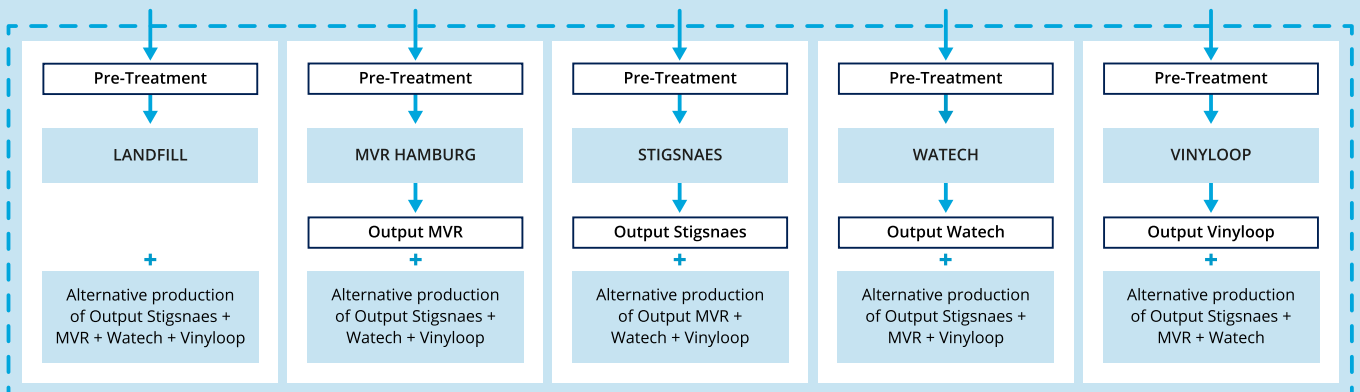 Pre-Treatment
LANDFILL
+
Alternative production
of Output Stigsnaes +
MVR + Watech + Vinyloop
Pre-Treatment
MVR HAMBURG
Output MVR
+
Alternative production
of Output Stigsnaes +
Watech + Vinyloop
Pre-Treatment
STIGSNAES
Output Stigsnaes
+
Alternative production
of Output MVR +
Watech + Vinyloop
Pre-Treatment
WATECH
Output Watech
+
Alternative production
of Output Stigsnaes +
MVR + Vinyloop
Pre-Treatment
VINYLOOP
Output Vinyloop
+
Alternative production
of Output Stigsnaes +
MVR + Watech